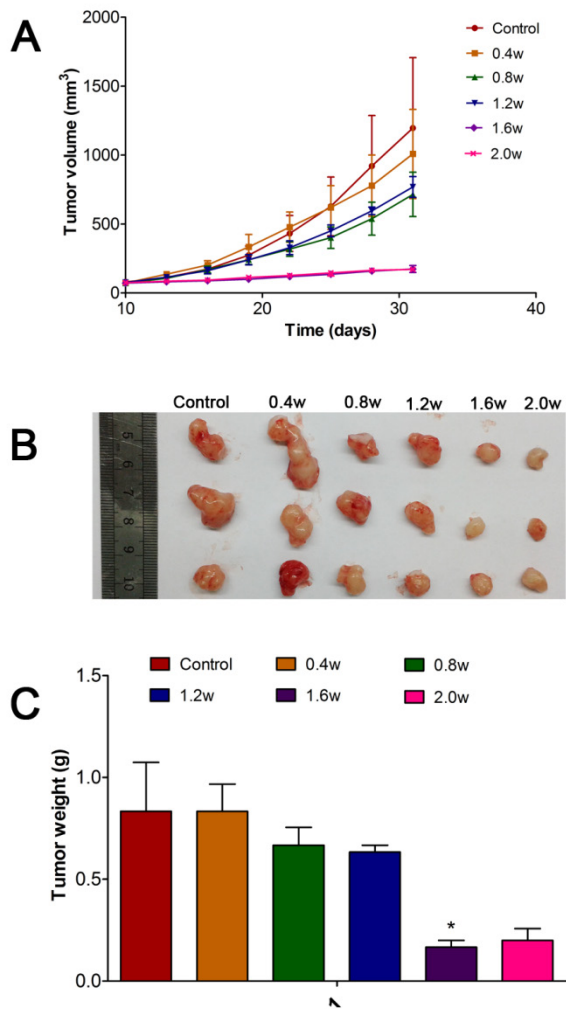 A
Tumor volume (mm³)
2000
1500
1000
500
0
10
20
30
40
Time (days)
Control
0.4w
0.8w
1.2w
1.6w
2.0w
B
Control 0.4w 0.8w 1.2w 1.6w 2.0w
5
6
7
8
9
10
C
Control 0.4w 0.8w
1.2w 1.6w 2.0w
Tumor weight (g)
1.5
1.0
0.5
0.0
*